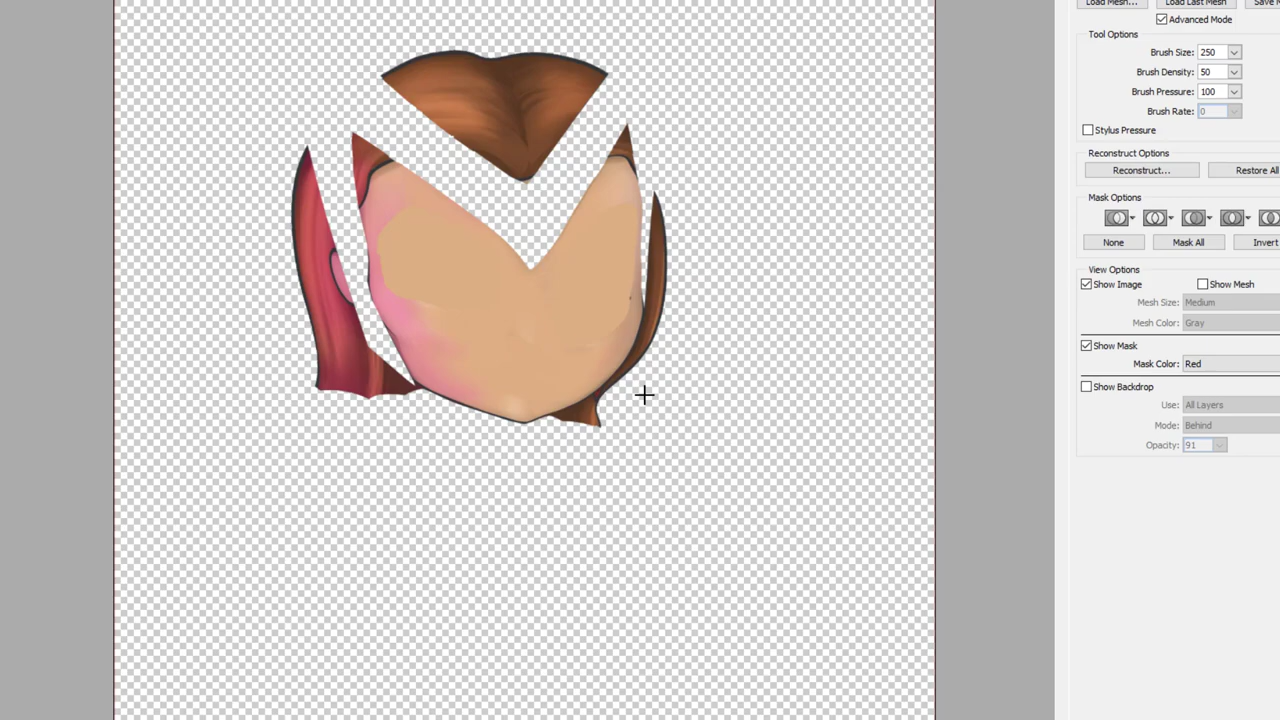 Load Mesh...
Load Last Mesh
Save M
Advanced Mode
Tool Options
Brush Size: 250
Brush Density: 50
Brush Pressure: 100
Brush Rate: 0
Stylus Pressure
Reconstruct Options
Reconstruct...
Restore All
Mask Options
None
Mask All
Invert
View Options
Show Image
Show Mesh
Mesh Size: Medium
Mesh Color: Gray
Show Mask
Mask Color: Red
Show Backdrop
Use: All Layers
Mode: Behind
Opacity: 91